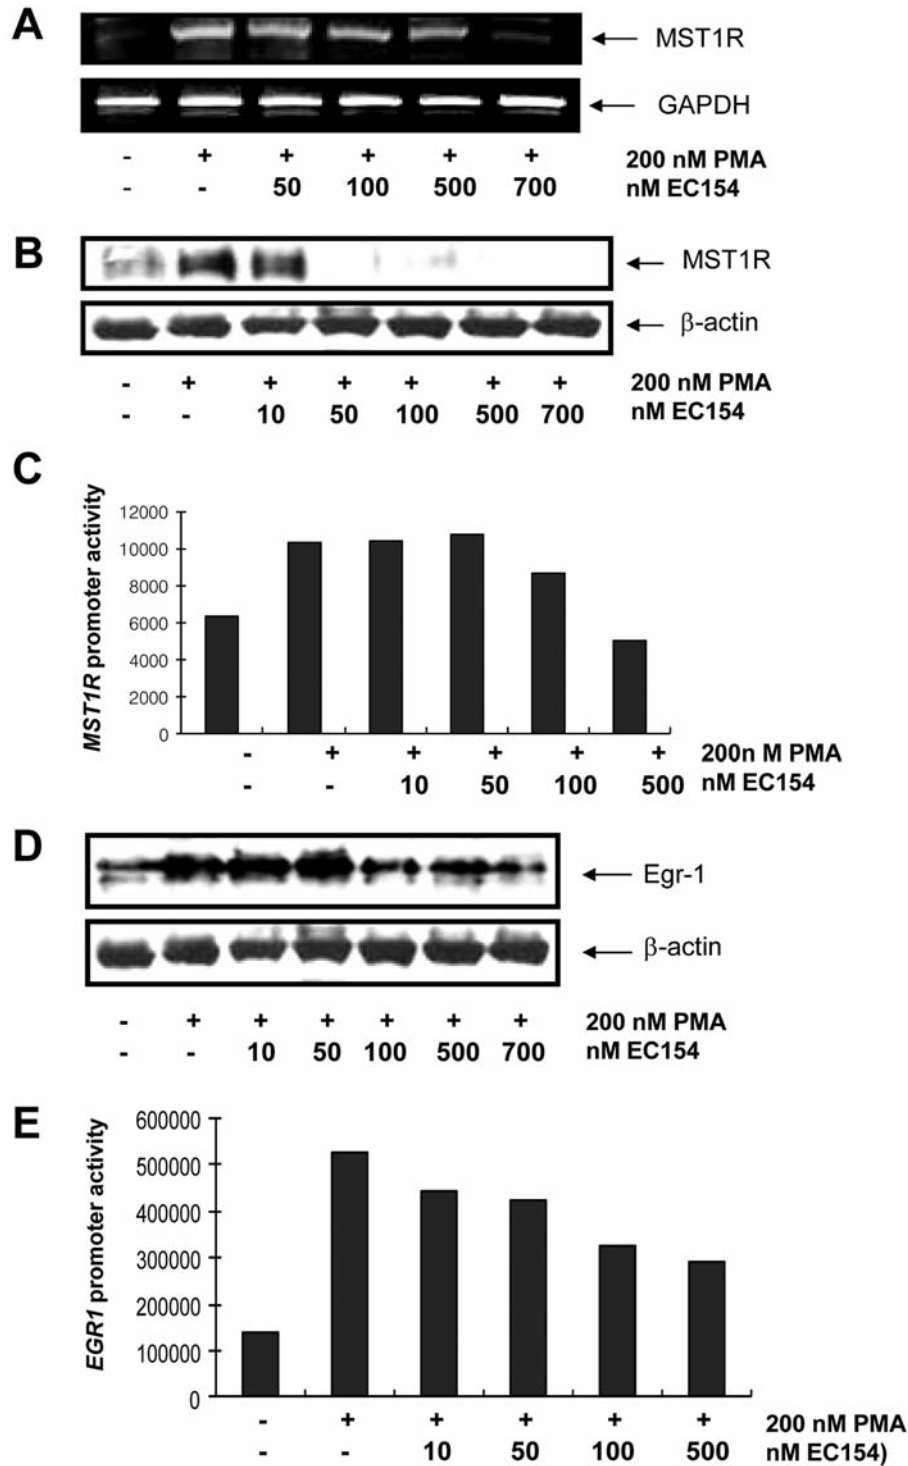 A
MST1R
GAPDH
- + + + + + 200 nM PMA
- - 50 100 500 700 nM EC154
B
MST1R
β-actin
- + + + + + + 200 nM PMA
- - 10 50 100 500 700 nM EC154
C
MST1R promoter activity
12000
10000
8000
6000
4000
2000
0
- + + + + + 200n M PMA
- - 10 50 100 500 nM EC154
D
Egr-1
β-actin
- + + + + + + 200 nM PMA
- - 10 50 100 500 700 nM EC154
E
EGR1 promoter activity
600000
500000
400000
300000
200000
100000
0
- + + + + + 200 nM PMA
- - 10 50 100 500 nM EC154)